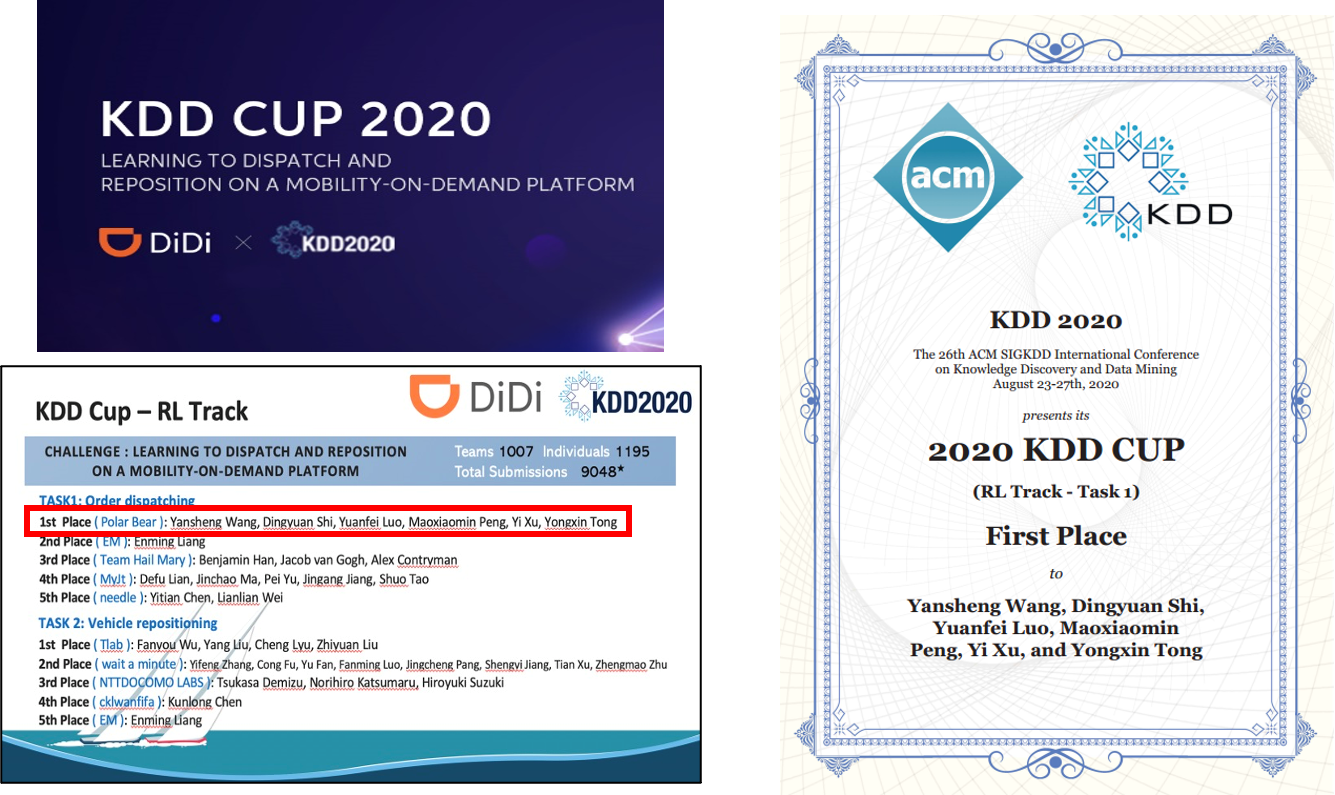 KDD CUP 2020
LEARNING TO DISPATCH AND
REPOSITION ON A MOBILITY-ON-DEMAND PLATFORM
DiDi × KDD2020
DiDi KDD2020
KDD Cup – RL Track
CHALLENGE : LEARNING TO DISPATCH AND REPOSITION
ON A MOBILITY-ON-DEMAND PLATFORM
Teams 1007 Individuals 1195
Total Submissions 9048*
TASK1: Order dispatching
1st Place ( Polar Bear ): Yansheng Wang, Dingyuan Shi, Yuanfei Luo, Maoxiaomin Peng, Yi Xu, Yongxin Tong
2nd Place ( EM ): Enming Liang
3rd Place ( Team Hail Mary ): Benjamin Han, Jacob van Gogh, Alex Contryman
4th Place ( MyJt ): Defu Lian, Jinchao Ma, Pei Yu, Jingang Jiang, Shuo Tao
5th Place ( needle ): Yitian Chen, Lianlian Wei
TASK 2: Vehicle repositioning
1st Place ( Tlab ): Fanyou Wu, Yang Liu, Cheng Lyu, Zhiyuan Liu
2nd Place ( wait a minute ): Yifeng Zhang, Cong Fu, Yu Fan, Fanming Luo, Jingcheng Pang, Shengyi Jiang, Tian Xu, Zhengmao Zhu
3rd Place ( NTTDOCOMO LABS ): Tsukasa Demizu, Norihiro Katsumaru, Hiroyuki Suzuki
4th Place ( cklwanfifa ): Kunlong Chen
5th Place ( EM ): Enming Liang
acm
KDD
KDD 2020
The 26th ACM SIGKDD International Conference
on Knowledge Discovery and Data Mining
August 23-27th, 2020
presents its
2020 KDD CUP
(RL Track - Task 1)
First Place
to
Yansheng Wang, Dingyuan Shi,
Yuanfei Luo, Maoxiaomin
Peng, Yi Xu, and Yongxin Tong